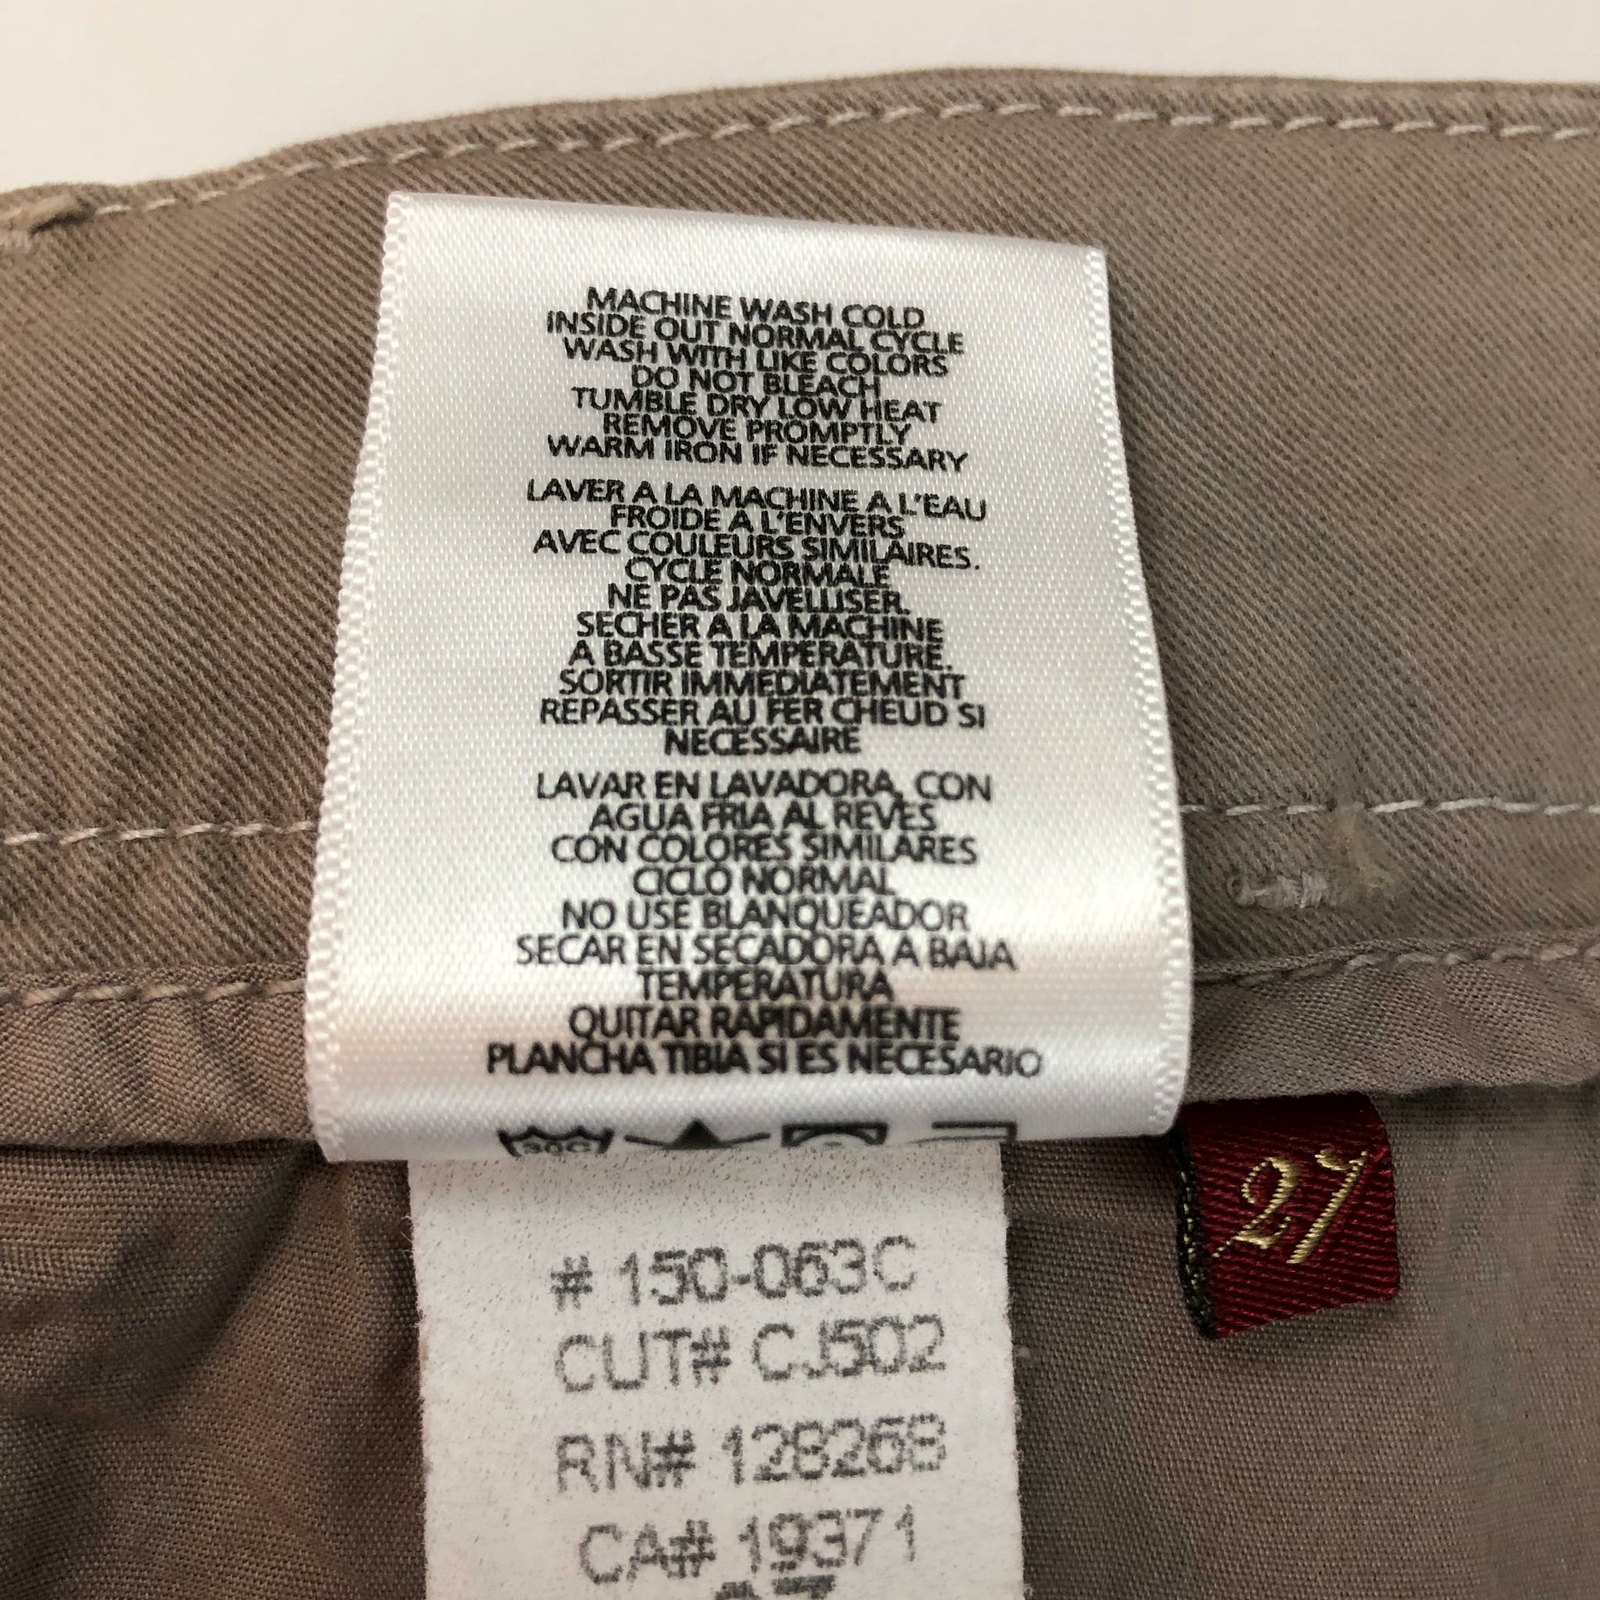 MACHINE WASH COLD
INSIDE OUT NORMAL CYCLE
WASH WITH LIKE COLORS
DO NOT BLEACH
TUMBLE DRY LOW HEAT
REMOVE PROMPTLY
WARM IRON IF NECESSARY
LAVER A LA MACHINE A L'EAU
FROIDE A L'ENVERS
AVEC COULEURS SIMILAIRES.
CYCLE NORMALE
NE PAS JAVELLISER.
SECHER A LA MACHINE
A BASSE TEMPERATURE.
SORTIR IMMEDIATEMENT
REPASSER AU FER CHEUD SI
NECESSAIRE
LAVAR EN LAVADORA, CON
AGUA FRIA AL REVES
CON COLORES SIMILARES
CICLO NORMAL
NO USE BLANQUEADOR
SECAR EN SECADORA A BAJA
TEMPERATURA
QUITAR RAPIDAMENTE
PLANCHA TIBIA SI ES NECESARIO
27
# 150-063C
CUT# CJ502
RN# 128268
CA# 19371